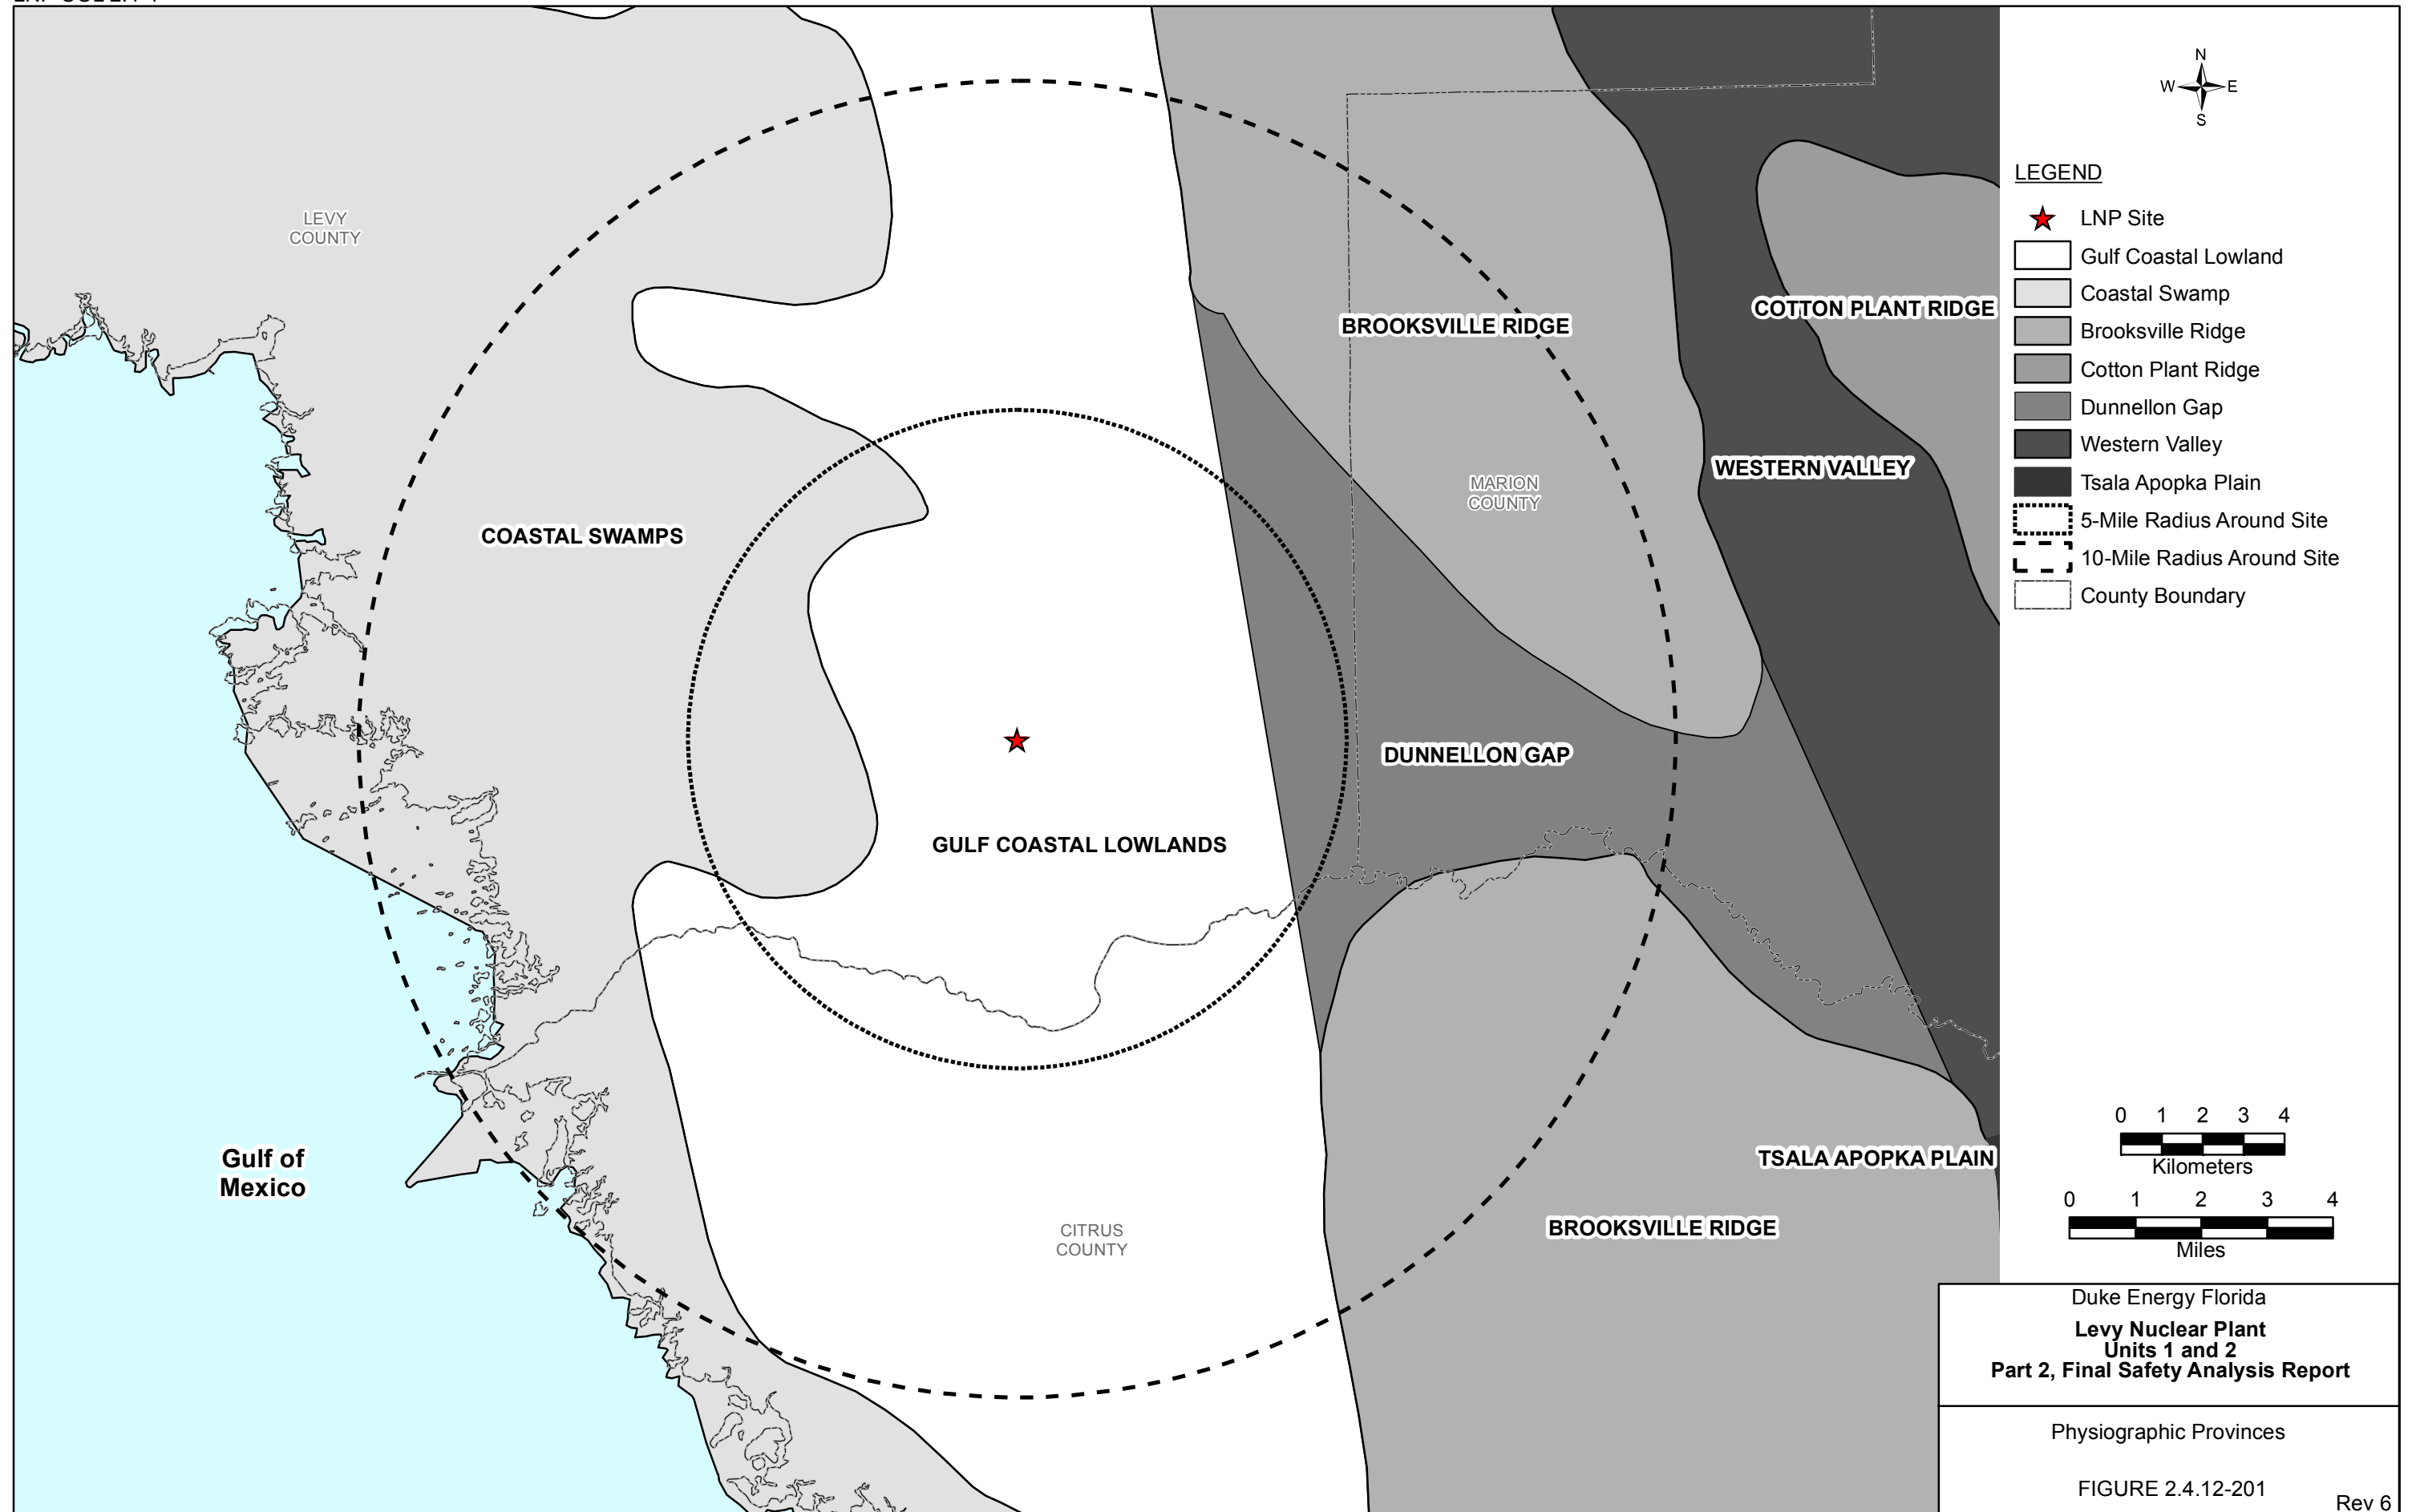 N
W E
S
LEGEND
LNP Site
Gulf Coastal Lowland
Coastal Swamp
Brooksville Ridge
Cotton Plant Ridge
Dunnellon Gap
Western Valley
Tsala Apopka Plain
5-Mile Radius Around Site
10-Mile Radius Around Site
County Boundary
LEVY
COUNTY
BROOKSVILLE RIDGE
COTTON PLANT RIDGE
WESTERN VALLEY
MARION
COUNTY
COASTAL SWAMPS
DUNNELLON GAP
GULF COASTAL LOWLANDS
Gulf of
Mexico
TSALA APOPKA PLAIN
CITRUS
COUNTY
BROOKSVILLE RIDGE
0 1 2 3 4
Kilometers
0 1 2 3 4
Miles
Duke Energy Florida
Levy Nuclear Plant
Units 1 and 2
Part 2, Final Safety Analysis Report
Physiographic Provinces
FIGURE 2.4.12-201
Rev 6